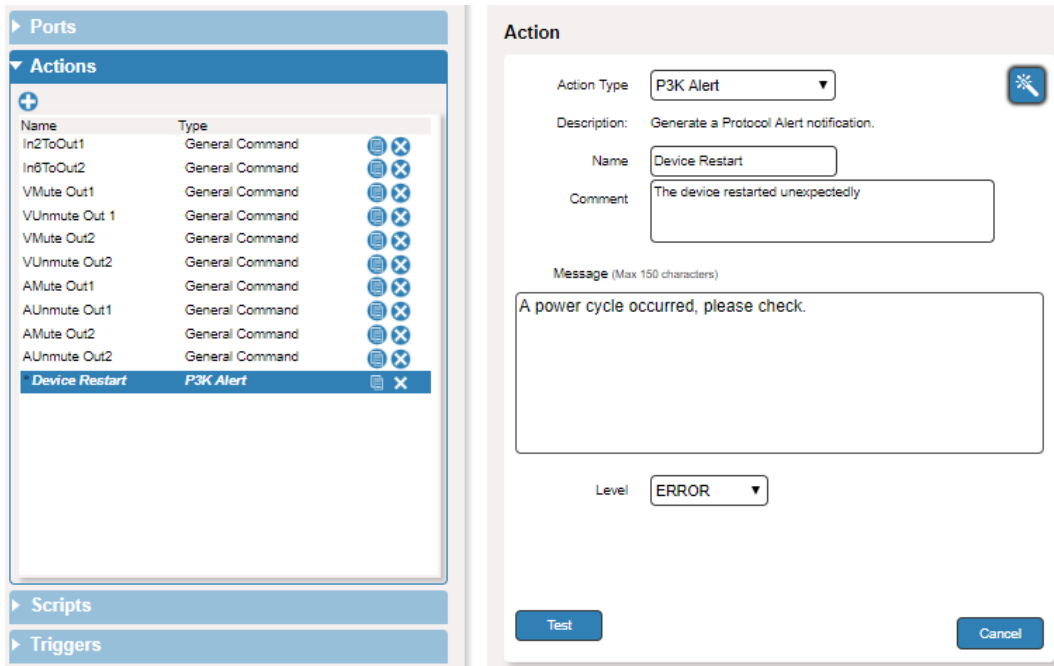 Ports
Actions
Name Type
In2ToOut1 General Command
In6ToOut2 General Command
VMute Out1 General Command
VUnmute Out 1 General Command
VMute Out2 General Command
VUnmute Out2 General Command
AMute Out1 General Command
AUnmute Out1 General Command
AMute Out2 General Command
AUnmute Out2 General Command
* Device Restart P3K Alert
Scripts
Triggers
Action
Action Type P3K Alert
Description: Generate a Protocol Alert notification.
Name Device Restart
Comment The device restarted unexpectedly
Message (Max 150 characters)
A power cycle occurred, please check.
Level ERROR
Test
Cancel